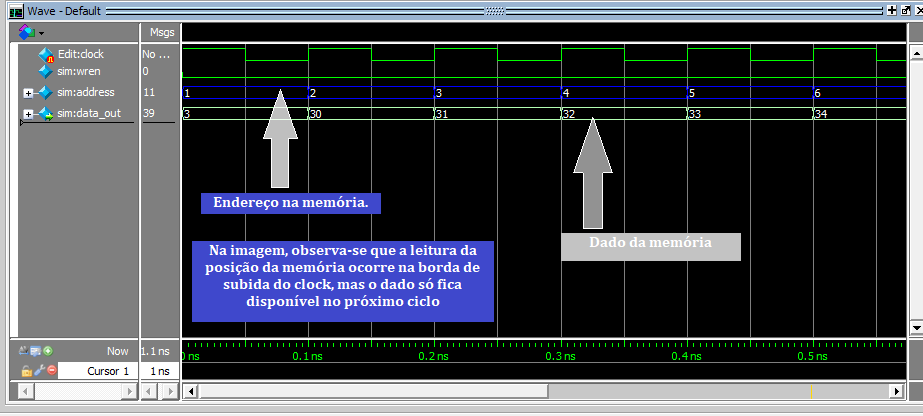 Wave - Default
Msgs
Edit:clock No ...
sim:wren 0
sim:address 11 1 2 3 4 5 6
sim:data_out 39 3 30 31 32 33 34
Endereço na memória.
Dado da memória
Na imagem, observa-se que a leitura da
posição da memória ocorre na borda de
subida do clock, mas o dado só fica
disponível no próximo ciclo
Now 1.1 ns 0 ns 0.1 ns 0.2 ns 0.3 ns 0.4 ns 0.5 ns
Cursor 1 1 ns